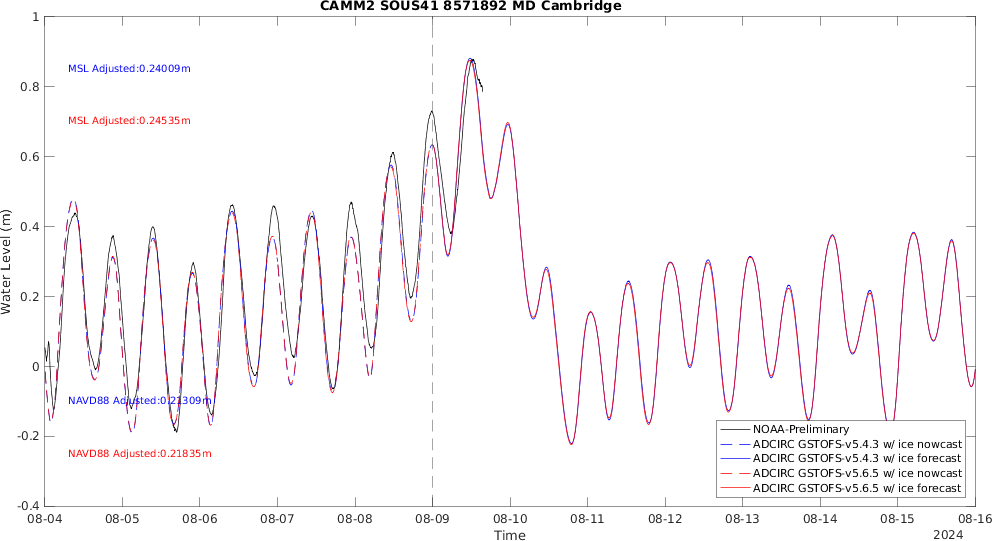 CAMM2 SOUS41 8571892 MD Cambridge
1
0.8
0.6
0.4
0.2
0
-0.2
-0.4
Water Level (m)
MSL Adjusted:0.24009m
MSL Adjusted:0.24535m
NAVD88 Adjusted:0.21309m
NAVD88 Adjusted:0.21835m
NOAA-Preliminary
ADCIRC GSTOFS-v5.4.3 w/ ice nowcast
ADCIRC GSTOFS-v5.4.3 w/ ice forecast
ADCIRC GSTOFS-v5.6.5 w/ ice nowcast
ADCIRC GSTOFS-v5.6.5 w/ ice forecast
08-04 08-05 08-06 08-07 08-08 08-09 08-10 08-11 08-12 08-13 08-14 08-15 08-16
Time
2024